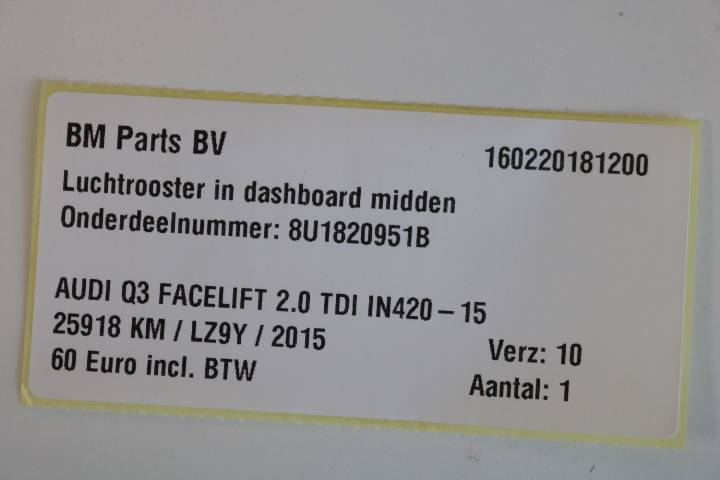 BM Parts BV
160220181200
Luchtrooster in dashboard midden
Onderdeelnummer: 8U1820951B
AUDI Q3 FACELIFT 2.0 TDI IN420-15
25918 KM / LZ9Y / 2015
Verz: 10
60 Euro incl. BTW
Aantal: 1